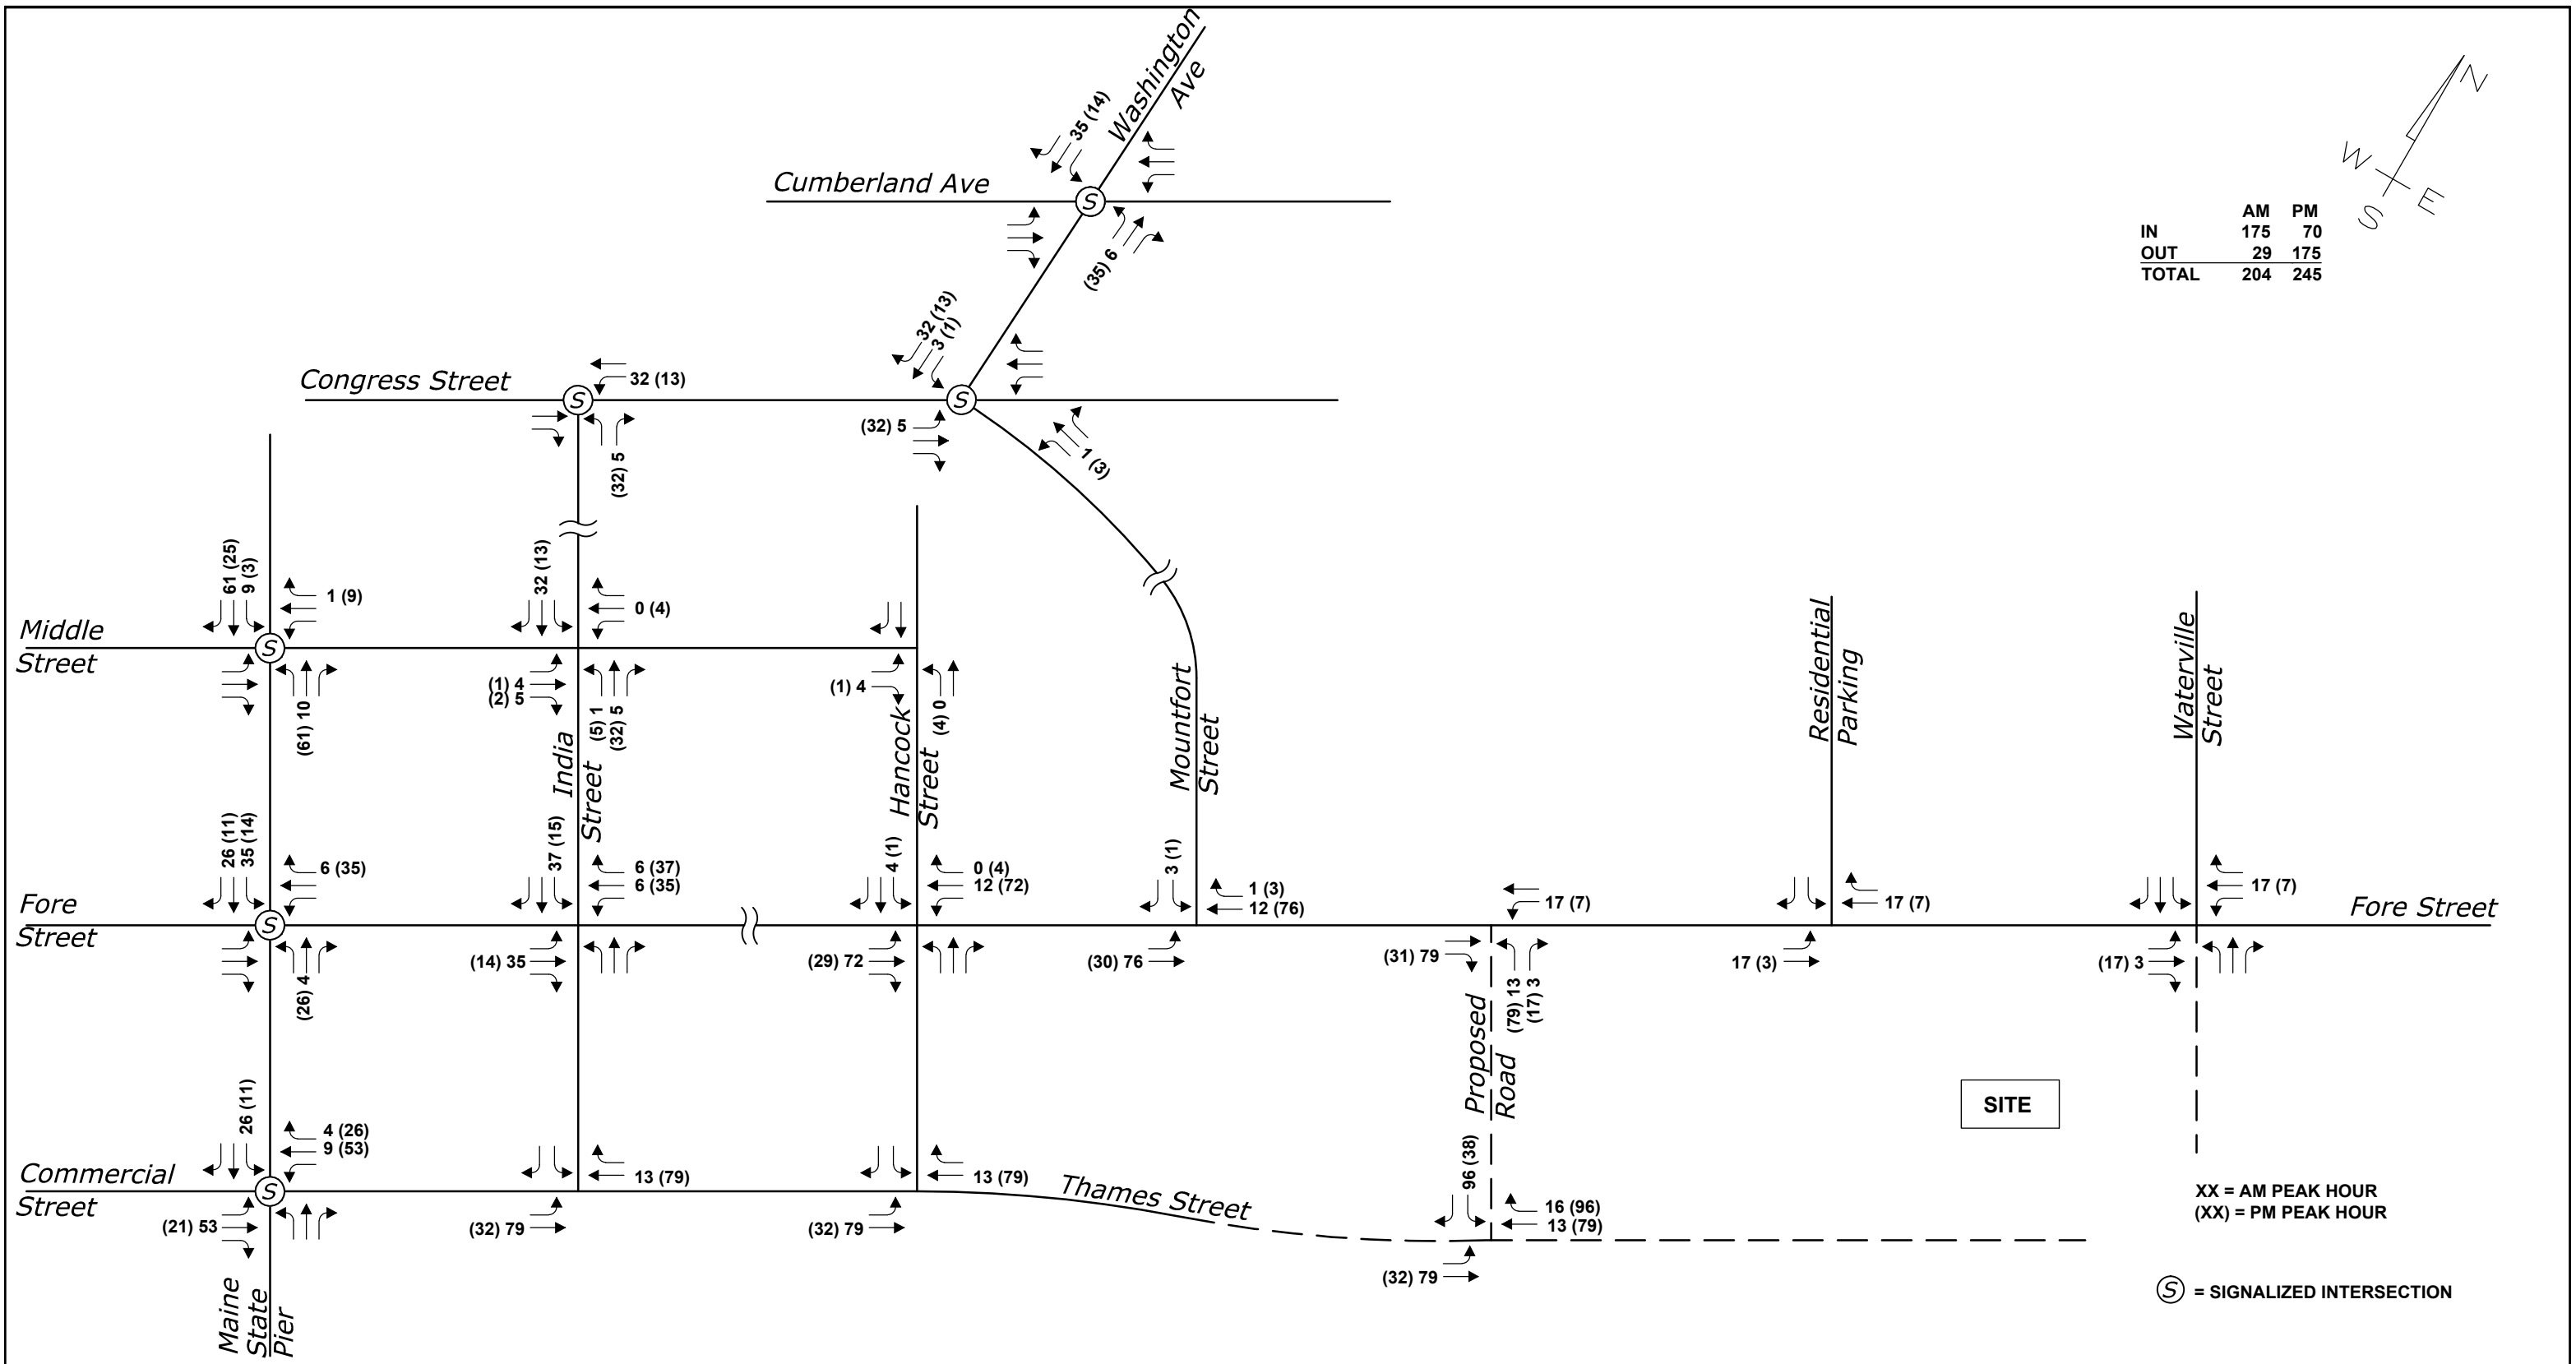 Washington
Ave
35 (14)
Cumberland Ave
(35) 6
N
W
E
S
AM PM
IN 175 70
OUT 29 175
TOTAL 204 245
32 (13)
3 (1)
Congress Street
S
S
S
32 (13)
(32) 5
(32) 5
1 (3)
61 (25)
9 (3)
1 (9)
32 (13)
0 (4)
Middle
Street
S
(61) 10
(1) 4
(2) 5
(5) 1
(32) 5
(1) 4
(4) 0
India
Street
Hancock
Street
Mountfort
Street
Residential
Parking
Waterville
Street
26 (11)
35 (14)
6 (35)
37 (15)
6 (37)
6 (35)
4 (1)
0 (4)
12 (72)
3 (1)
1 (3)
12 (76)
17 (7)
17 (7)
17 (7)
Fore
Street
S
Fore Street
(26) 4
(14) 35
(29) 72
(30) 76
(31) 79
(79) 13
(17) 3
17 (3)
(17) 3
Proposed
Road
SITE
26 (11)
4 (26)
9 (53)
13 (79)
13 (79)
96 (38)
16 (96)
13 (79)
Commercial
Street
S
Thames Street
(21) 53
(32) 79
(32) 79
(32) 79
Maine
State
Pier
XX = AM PEAK HOUR
(XX) = PM PEAK HOUR
S = SIGNALIZED INTERSECTION